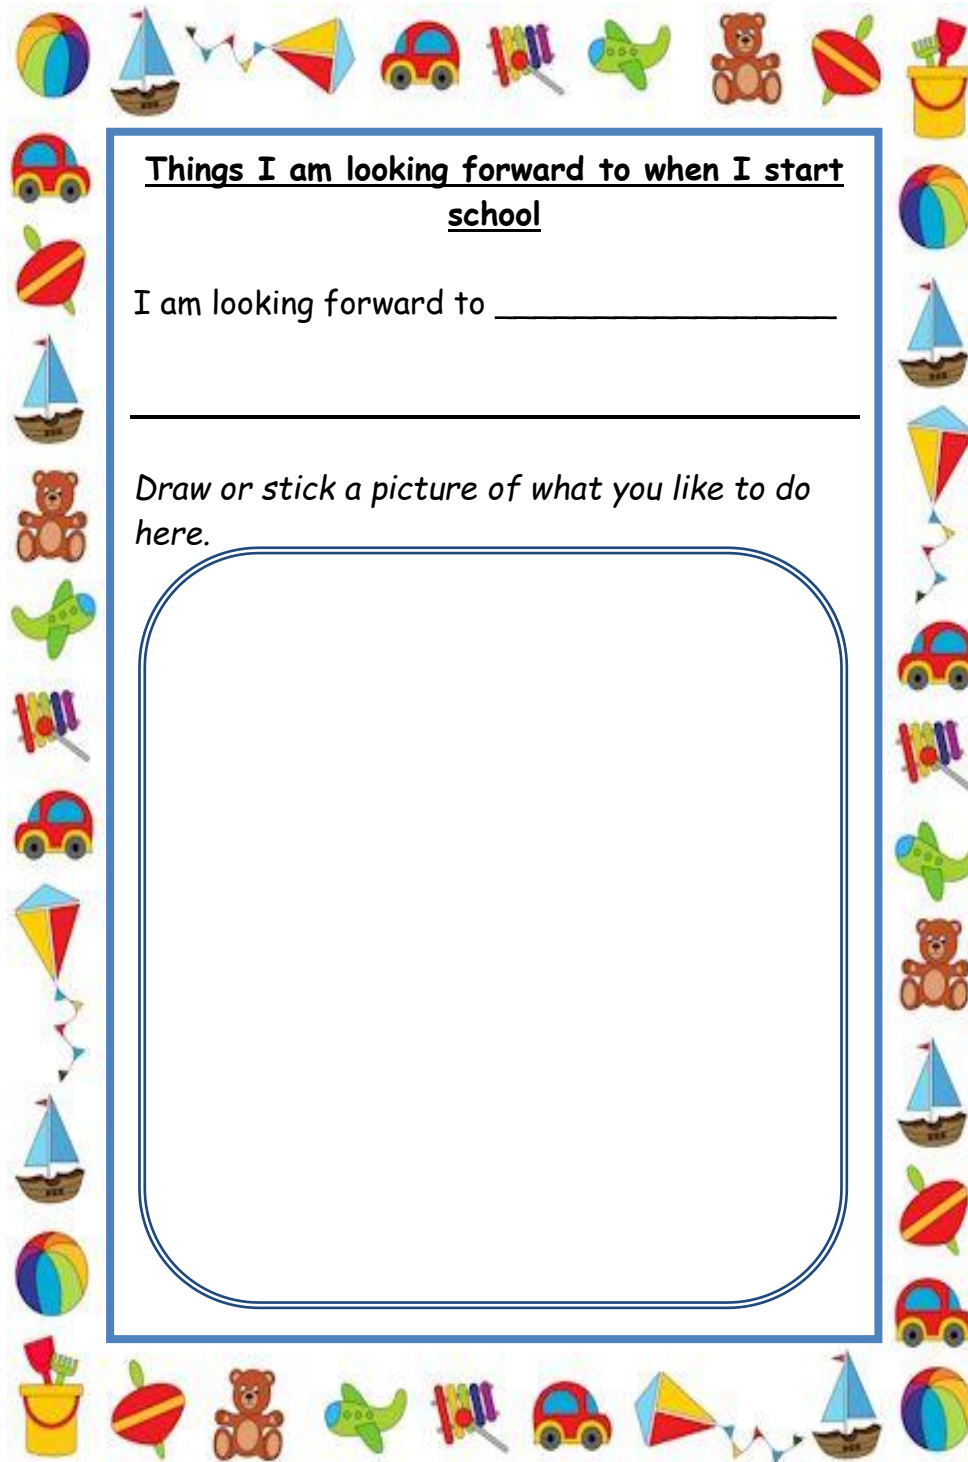 Things I am looking forward to when I start
school
I am looking forward to _________________
Draw or stick a picture of what you like to do
here.